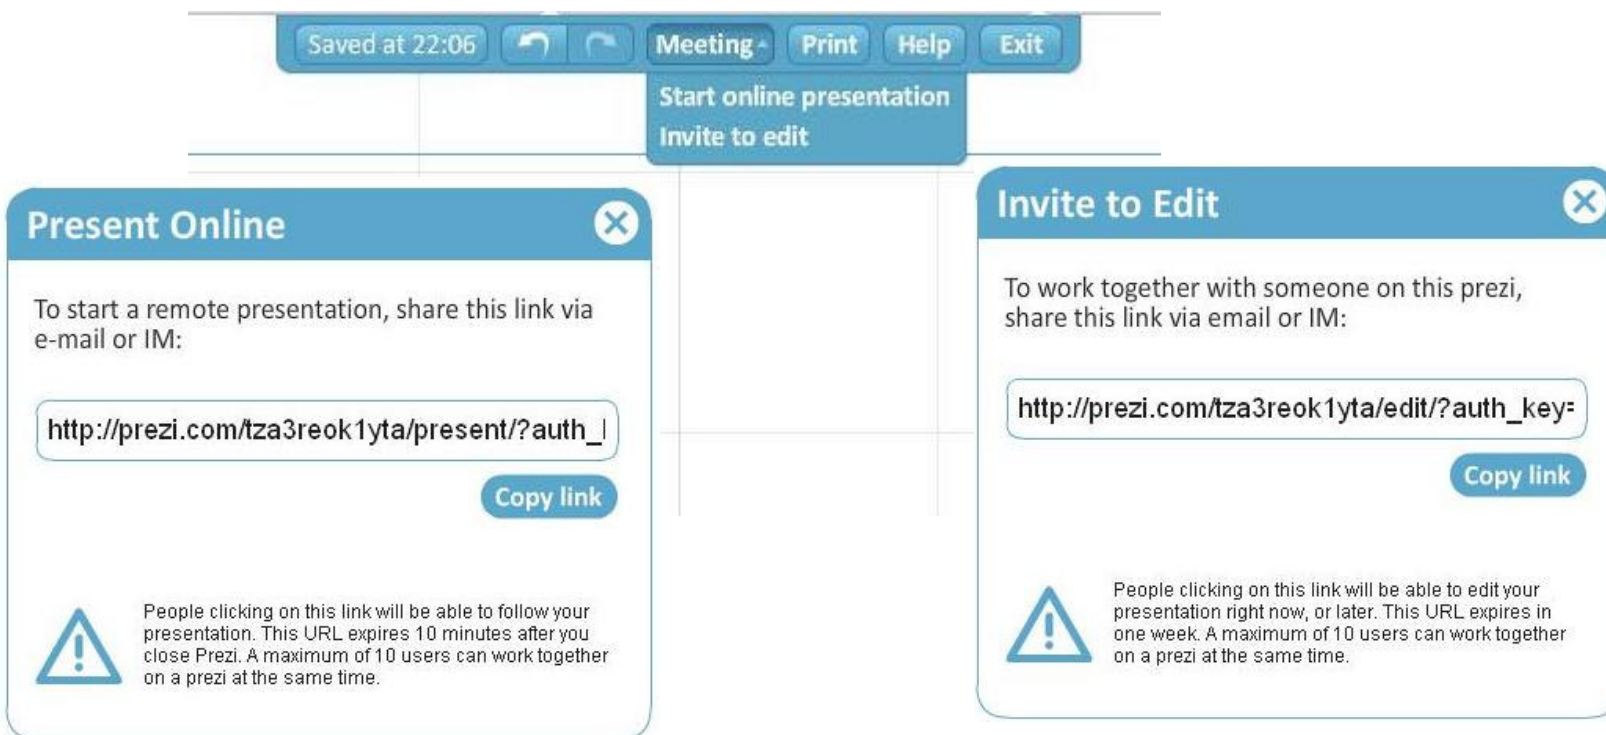 Saved at 22:06 Meeting Print Help Exit
Start online presentation
Invite to edit
Present Online
To start a remote presentation, share this link via
e-mail or IM:
http://prezi.com/tza3reok1yta/present/?auth_
Copy link
People clicking on this link will be able to follow your
presentation. This URL expires 10 minutes after you
close Prezi. A maximum of 10 users can work together
on a prezi at the same time.
Invite to Edit
To work together with someone on this prezi,
share this link via email or IM:
http://prezi.com/tza3reok1yta/edit/?auth_key=
Copy link
People clicking on this link will be able to edit your
presentation right now, or later. This URL expires in
one week. A maximum of 10 users can work together
on a prezi at the same time.